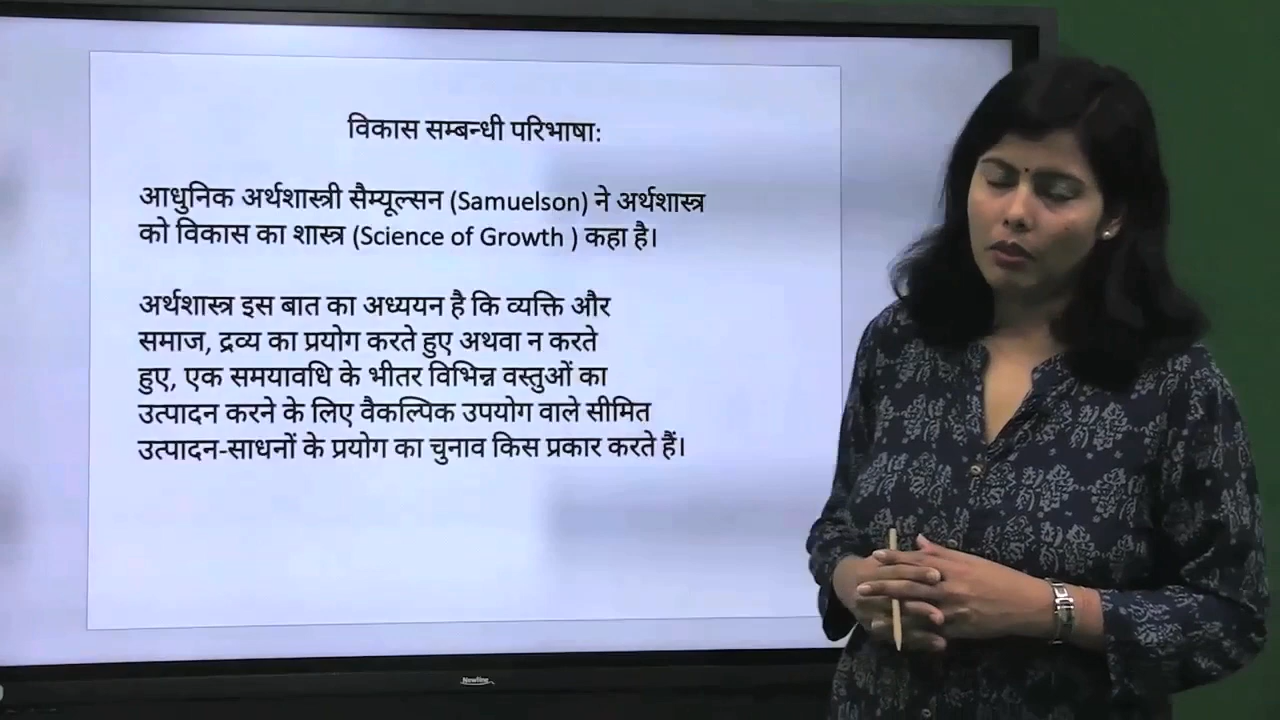 विकास सम्बन्धी परिभाषा:
आधुनिक अर्थशास्त्री सैम्यूल्सन (Samuelson) ने अर्थशास्त्र
को विकास का शास्त्र (Science of Growth ) कहा है।
अर्थशास्त्र इस बात का अध्ययन है कि व्यक्ति और
समाज, द्रव्य का प्रयोग करते हुए अथवा न करते
हुए, एक समयावधि के भीतर विभिन्न वस्तुओं का
उत्पादन करने के लिए वैकल्पिक उपयोग वाले सीमित
उत्पादन-साधनों के प्रयोग का चुनाव किस प्रकार करते हैं।
Newline